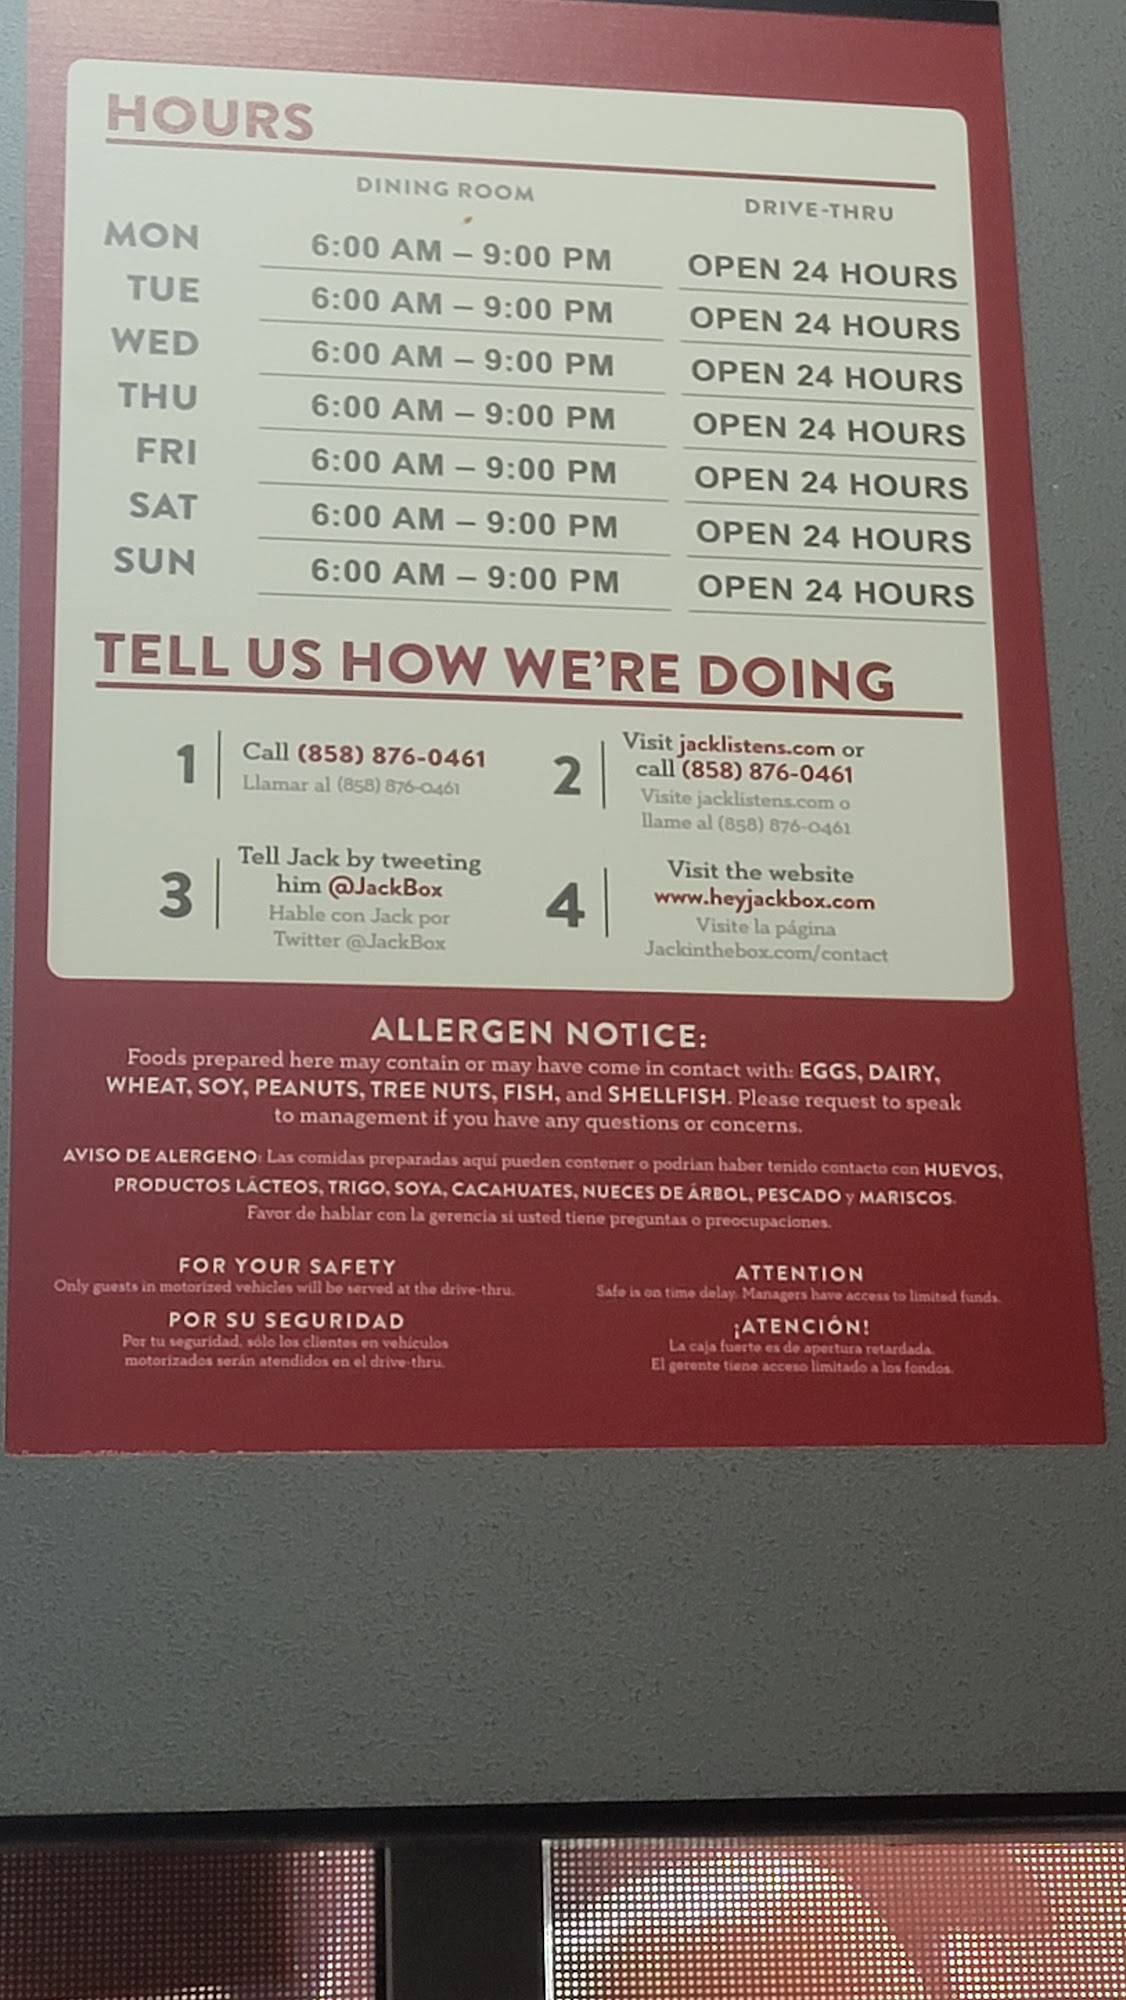 HOURS
DINING ROOM DRIVE-THRU
MON 6:00 AM – 9:00 PM OPEN 24 HOURS
TUE 6:00 AM – 9:00 PM OPEN 24 HOURS
WED 6:00 AM – 9:00 PM OPEN 24 HOURS
THU 6:00 AM – 9:00 PM OPEN 24 HOURS
FRI 6:00 AM – 9:00 PM OPEN 24 HOURS
SAT 6:00 AM – 9:00 PM OPEN 24 HOURS
SUN 6:00 AM – 9:00 PM OPEN 24 HOURS
TELL US HOW WE'RE DOING
1
Call (858) 876-0461
Llamar al (858) 876-0461
2
Visit jacklistens.com or
call (858) 876-0461
Visite jacklistens.com o
llame al (858) 876-0461
3
Tell Jack by tweeting
him @JackBox
Hable con Jack por
Twitter @JackBox
4
Visit the website
www.heyjackbox.com
Visite la página
Jackinthebox.com/contact
ALLERGEN NOTICE:
Foods prepared here may contain or may have come in contact with: EGGS, DAIRY,
WHEAT, SOY, PEANUTS, TREE NUTS, FISH, and SHELLFISH. Please request to speak
to management if you have any questions or concerns.
AVISO DE ALERGENO: Las comidas preparadas aquí pueden contener o podrian haber tenido contacto con HUEVOS,
PRODUCTOS LÁCTEOS, TRIGO, SOYA, CACAHUATES, NUECES DE ÁRBOL, PESCADO y MARISCOS.
Favor de hablar con la gerencia si usted tiene preguntas o preocupaciones.
FOR YOUR SAFETY
Only guests in motorized vehicles will be served at the drive-thru.
POR SU SEGURIDAD
Por tu seguridad, sólo los clientes en vehículos
motorizados serán atendidos en el drive-thru.
ATTENTION
Safe is on time delay. Managers have access to limited funds.
¡ATENCIÓN!
La caja fuerte es de apertura retardada.
El gerente tiene acceso limitado a los fondos.